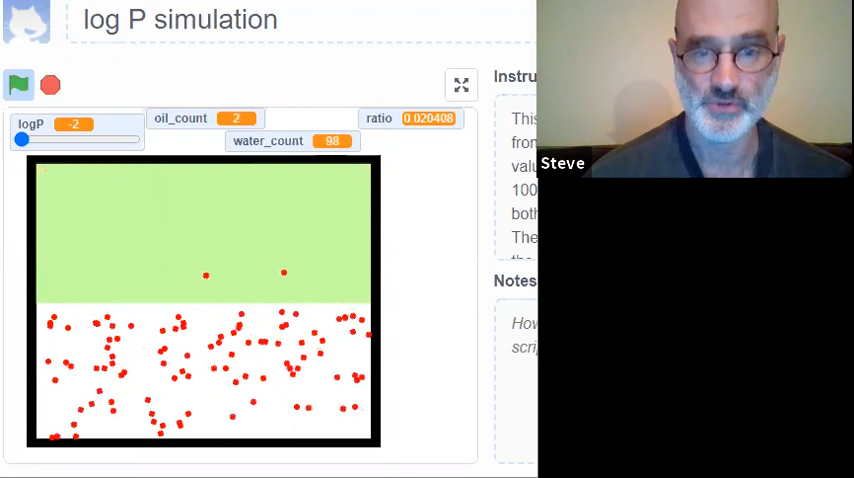 log P simulation
Instru
logP -2
oil_count 2
ratio 0.020408
water_count 98
This
from
valu
100
both
The
Steve
Notes
How
scrip